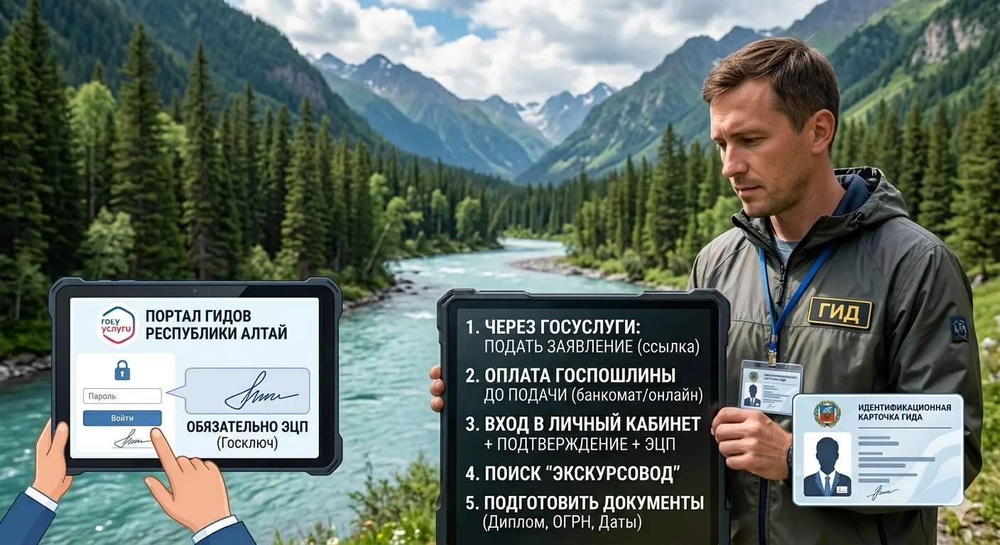 ГОСУ
УСЛУГИ
ПОРТАЛ ГИДОВ
РЕСПУБЛИКИ АЛТАЙ
Пароль
Войти
ОБЯЗАТЕЛЬНО ЭЦП
(Госключ)
1. ЧЕРЕЗ ГОСУСЛУГИ:
ПОДАТЬ ЗАЯВЛЕНИЕ (ссылка)
2. ОПЛАТА ГОСПОШЛИНЫ
ДО ПОДАЧИ (банкомат/онлайн)
3. ВХОД В ЛИЧНЫЙ КАБИНЕТ
+ ПОДТВЕРЖДЕНИЕ + ЭЦП
4. ПОИСК “ЭКСКУРСОВОД”
5. ПОДГОТОВИТЬ ДОКУМЕНТЫ
(Диплом, ОГРН, Даты)
ГИД
ИДЕНТИФИКАЦИОННАЯ
КАРТОЧКА ГИДА